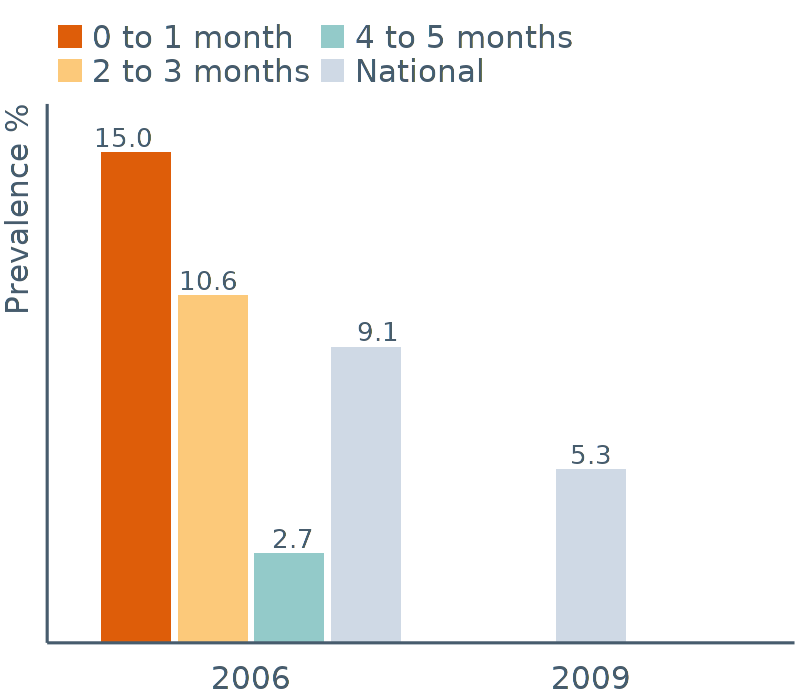 0 to 1 month
4 to 5 months
2 to 3 months
National
Prevalence %
15.0
10.6
9.1
5.3
2.7
2006
2009